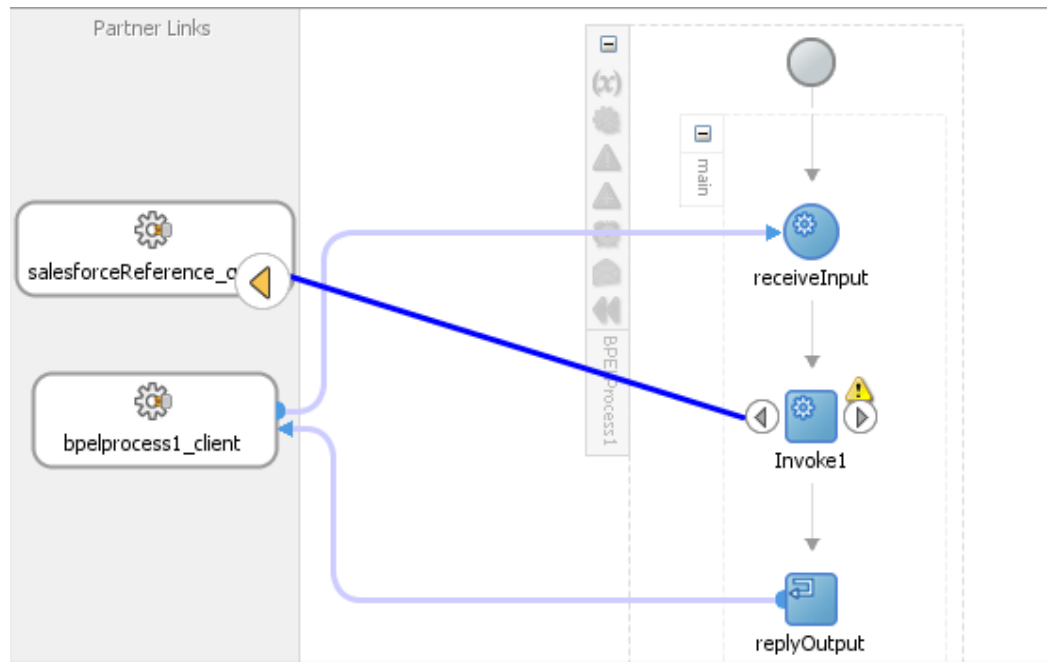 Partner Links
(x)
main
salesforceReference_
receiveInput
BPELProcess1
bpelprocess1_client
Invoke1
replyOutput